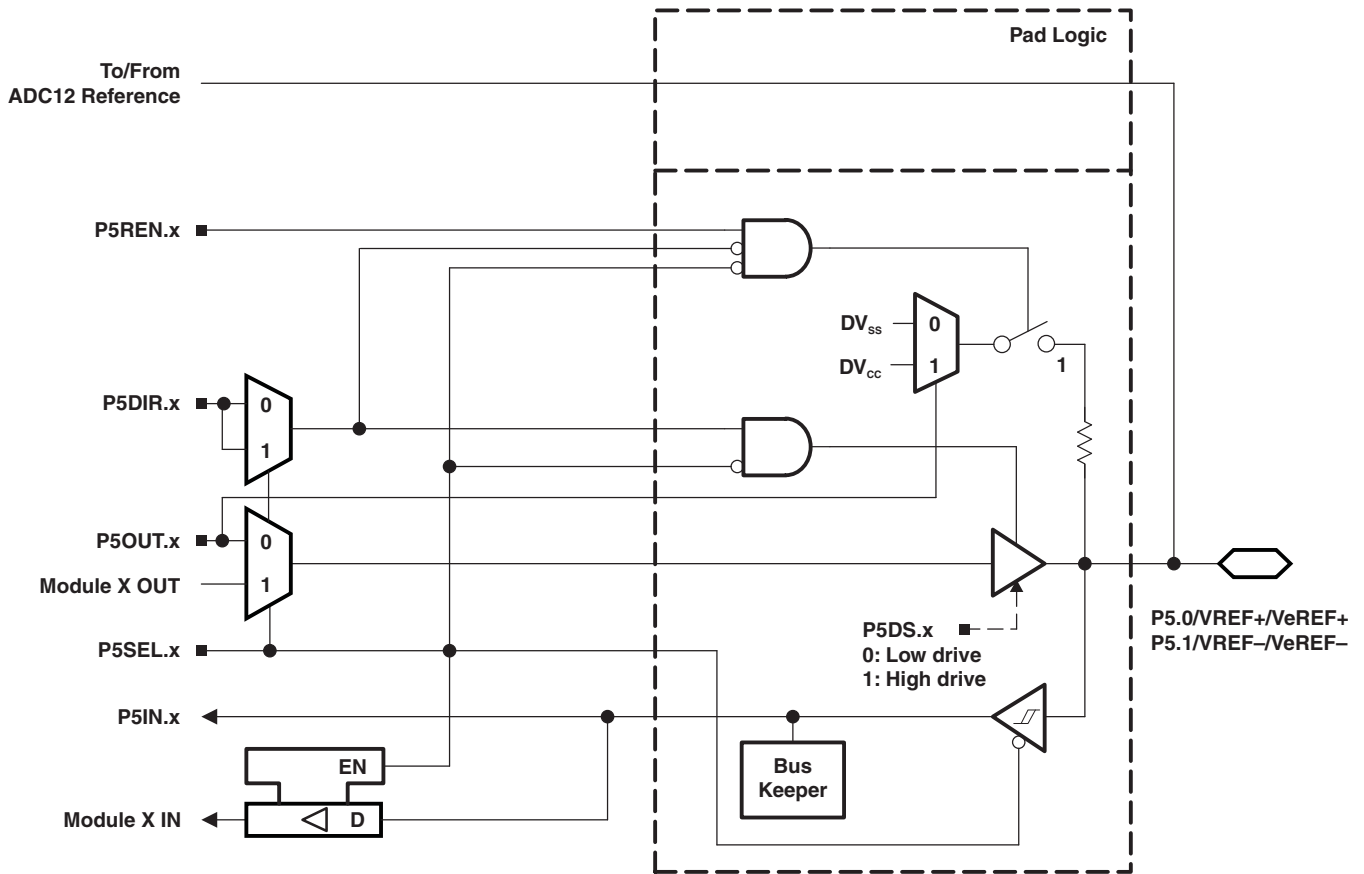 Pad Logic
To/From
ADC12 Reference
P5REN.x
DVSS
0
DVCC
1
1
P5DIR.x
0
1
P5OUT.x
0
Module X OUT
1
P5DS.x
0: Low drive
1: High drive
P5.0/VREF+/VeREF+
P5.1/VREF–/VeREF–
P5SEL.x
P5IN.x
Bus
Keeper
EN
Module X IN
D